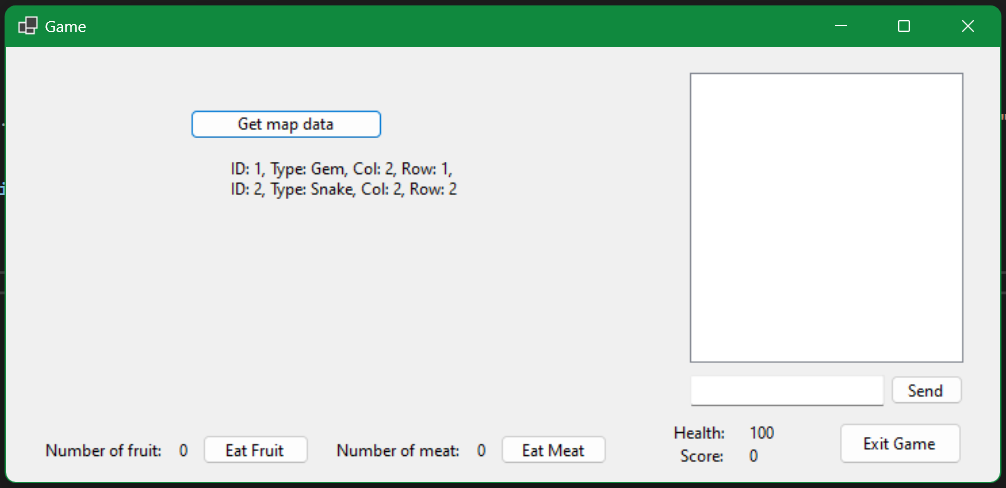 Game
Get map data
ID: 1, Type: Gem, Col: 2, Row: 1,
ID: 2, Type: Snake, Col: 2, Row: 2
Send
Health: 100
Score: 0
Exit Game
Number of fruit: 0 Eat Fruit Number of meat: 0 Eat Meat